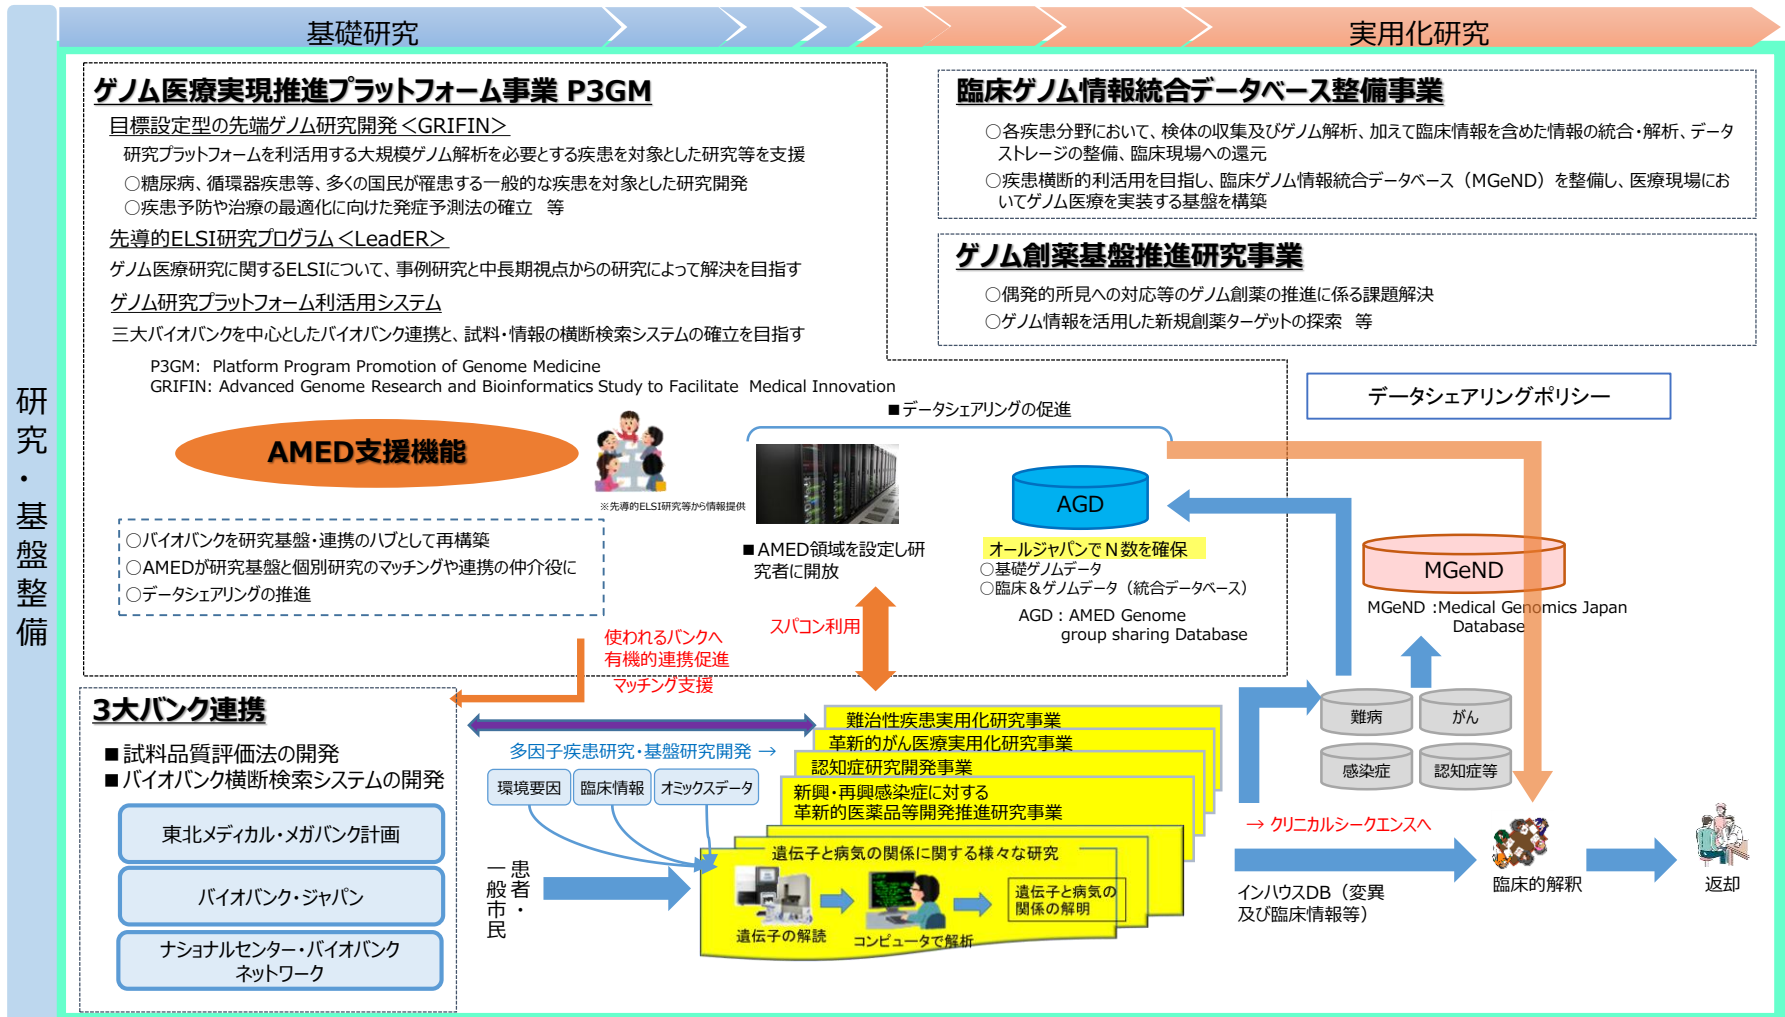 基礎研究
実用化研究
研究・基盤整備
ゲノム医療実現推進プラットフォーム事業 P3GM
目標設定型の先端ゲノム研究開発＜GRIFIN＞
研究プラットフォームを利活用する大規模ゲノム解析を必要とする疾患を対象とした研究等を支援
○糖尿病、循環器疾患等、多くの国民が罹患する一般的な疾患を対象とした研究開発
○疾患予防や治療の最適化に向けた発症予測法の確立　等
先導的ELSI研究プログラム＜LeadER＞
ゲノム医療研究に関するELSIについて、事例研究と中長期視点からの研究によって解決を目指す
ゲノム研究プラットフォーム利活用システム
三大バイオバンクを中心としたバイオバンク連携と、試料・情報の横断検索システムの確立を目指す
P3GM: Platform Program Promotion of Genome Medicine
GRIFIN: Advanced Genome Research and Bioinformatics Study to Facilitate Medical Innovation
臨床ゲノム情報統合データベース整備事業
○各疾患分野において、検体の収集及びゲノム解析、加えて臨床情報を含めた情報の統合・解析、データ
ストレージの整備、臨床現場への還元
○疾患横断的利活用を目指し、臨床ゲノム情報統合データベース（MGeND）を整備し、医療現場にお
いてゲノム医療を実装する基盤を構築
ゲノム創薬基盤推進研究事業
○偶発的所見への対応等のゲノム創薬の推進に係る課題解決
○ゲノム情報を活用した新規創薬ターゲットの探索　等
データシェアリングポリシー
■データシェアリングの促進
AMED支援機能
※先導的ELSI研究等から情報提供
○バイオバンクを研究基盤・連携のハブとして再構築
○AMEDが研究基盤と個別研究のマッチングや連携の仲介役に
○データシェアリングの推進
■AMED領域を設定し研
究者に開放
AGD
オールジャパンでＮ数を確保
○基礎ゲノムデータ
○臨床＆ゲノムデータ（統合データベース）
AGD：AMED Genome
group sharing Database
MGeND
MGeND :Medical Genomics Japan
Database
使われるバンクへ
有機的連携促進
マッチング支援
スパコン利用
3大バンク連携
■試料品質評価法の開発
■バイオバンク横断検索システムの開発
東北メディカル・メガバンク計画
バイオバンク・ジャパン
ナショナルセンター・バイオバンク
ネットワーク
多因子疾患研究・基盤研究開発 →
環境要因
臨床情報
オミックスデータ
患者・
一般市民
難治性疾患実用化研究事業
革新的がん医療実用化研究事業
認知症研究開発事業
新興・再興感染症に対する
革新的医薬品等開発推進研究事業
遺伝子と病気の関係に関する様々な研究
遺伝子の解読
コンピュータで解析
遺伝子と病気の
関係の解明
難病
がん
感染症
認知症等
→ クリニカルシークエンスへ
インハウスDB（変異
及び臨床情報等）
臨床的解釈
返却